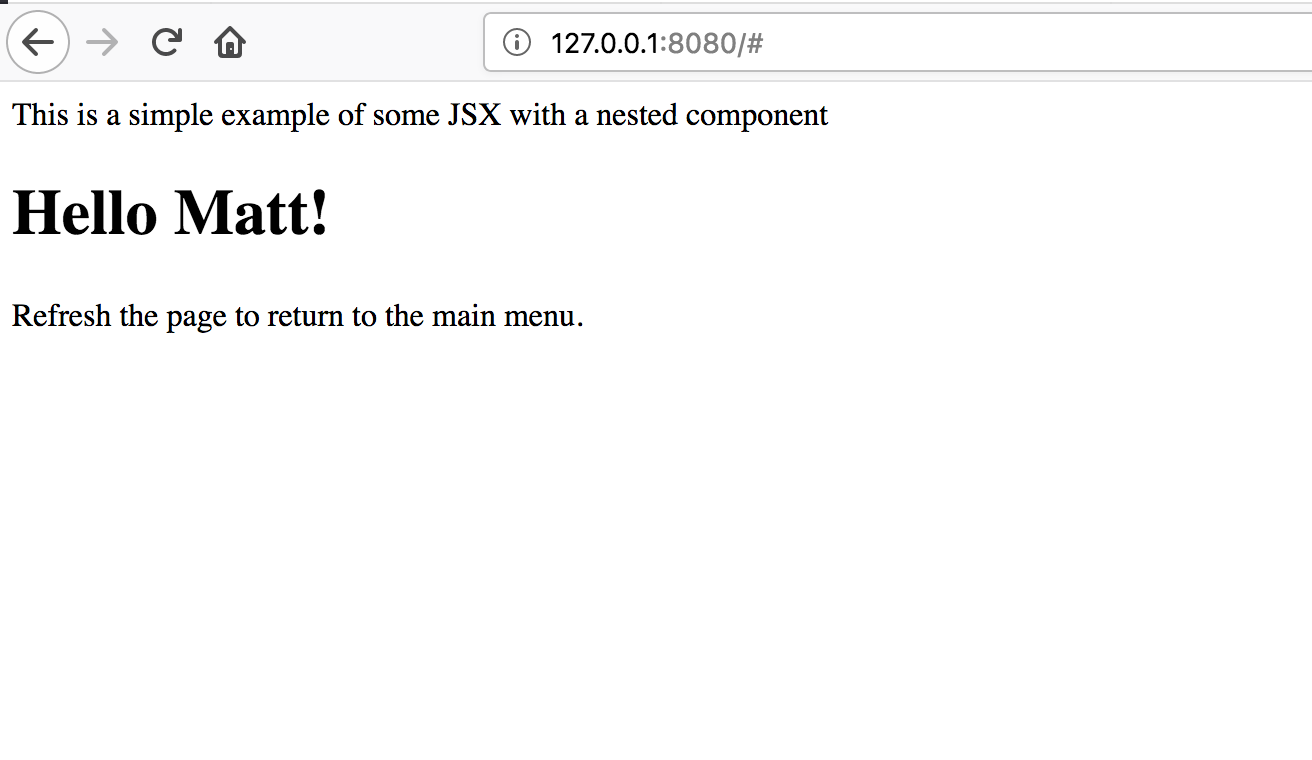 127.0.0.1:8080/#
This is a simple example of some JSX with a nested component
Hello Matt!
Refresh the page to return to the main menu.